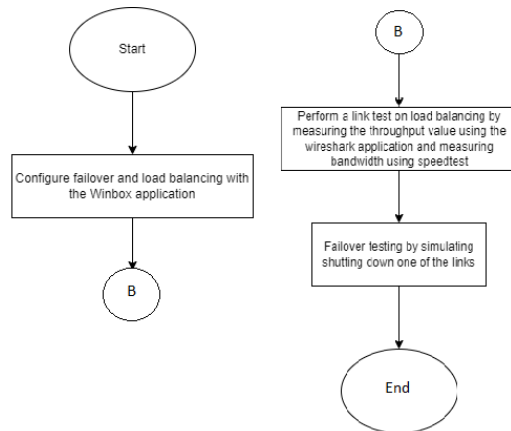 Start
Configure failover and load balancing with
the Winbox application
B
B
Perform a link test on load balancing by
measuring the throughput value using the
wireshark application and measuring
bandwidth using speedtest
Failover testing by simulating
shutting down one of the links
End